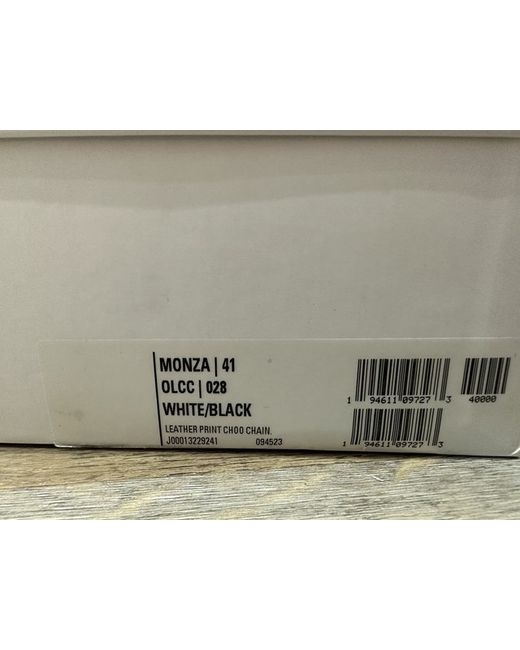 MONZA | 41
OLCC | 028
WHITE/BLACK
LEATHER PRINT CHOO CHAIN.
J00013229241 094523
1 94611 09727 3 40000
1 94611 09727 3